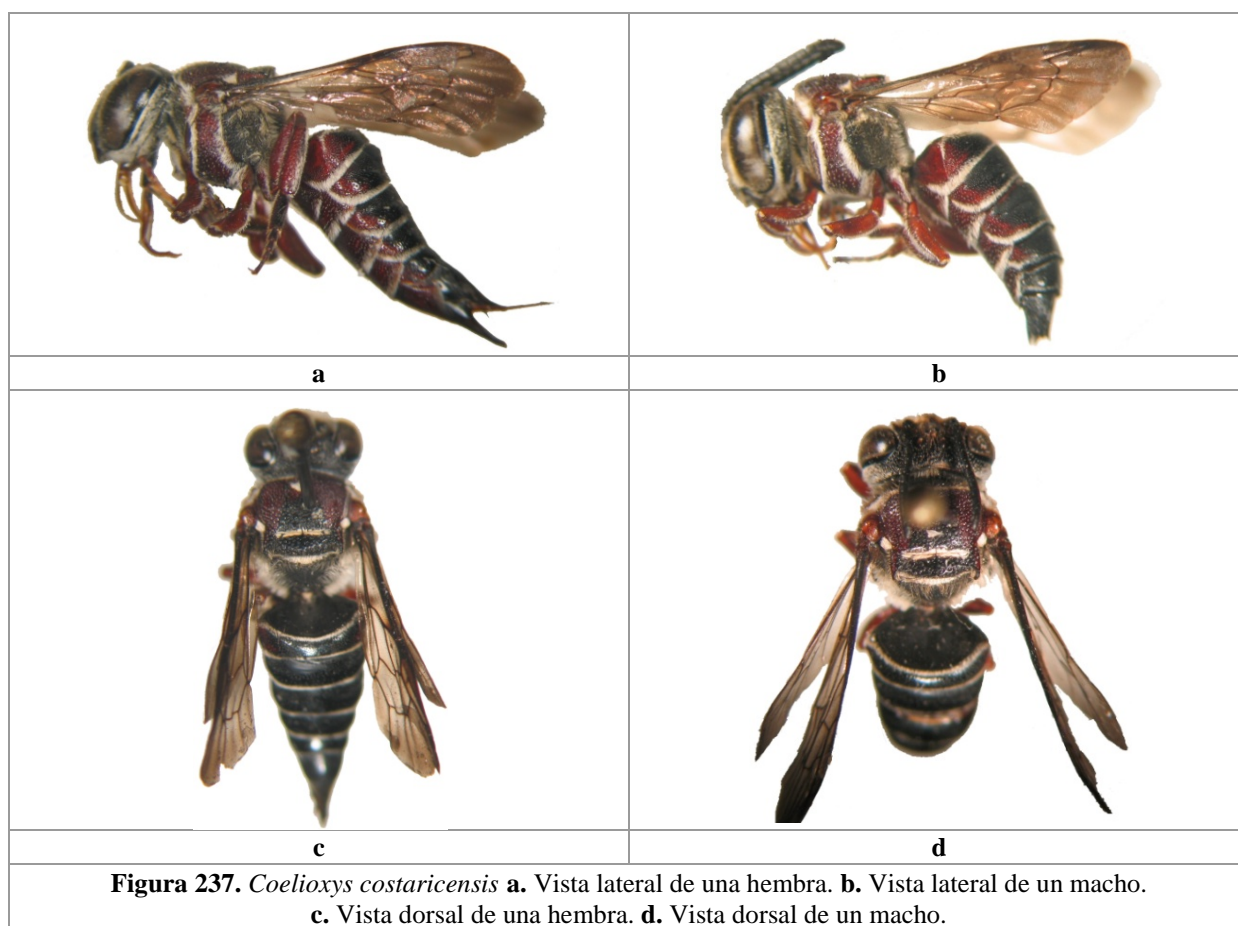 a
b
c
d
Figura 237. Coelioxys costaricensis a. Vista lateral de una hembra. b. Vista lateral de un macho.
c. Vista dorsal de una hembra. d. Vista dorsal de un macho.